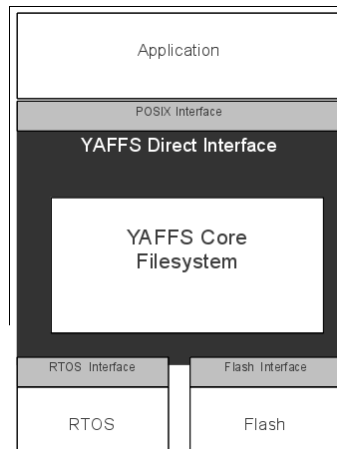 Application
POSIX Interface
YAFFS Direct Interface
YAFFS Core
Filesystem
RTOS Interface
Flash Interface
RTOS
Flash